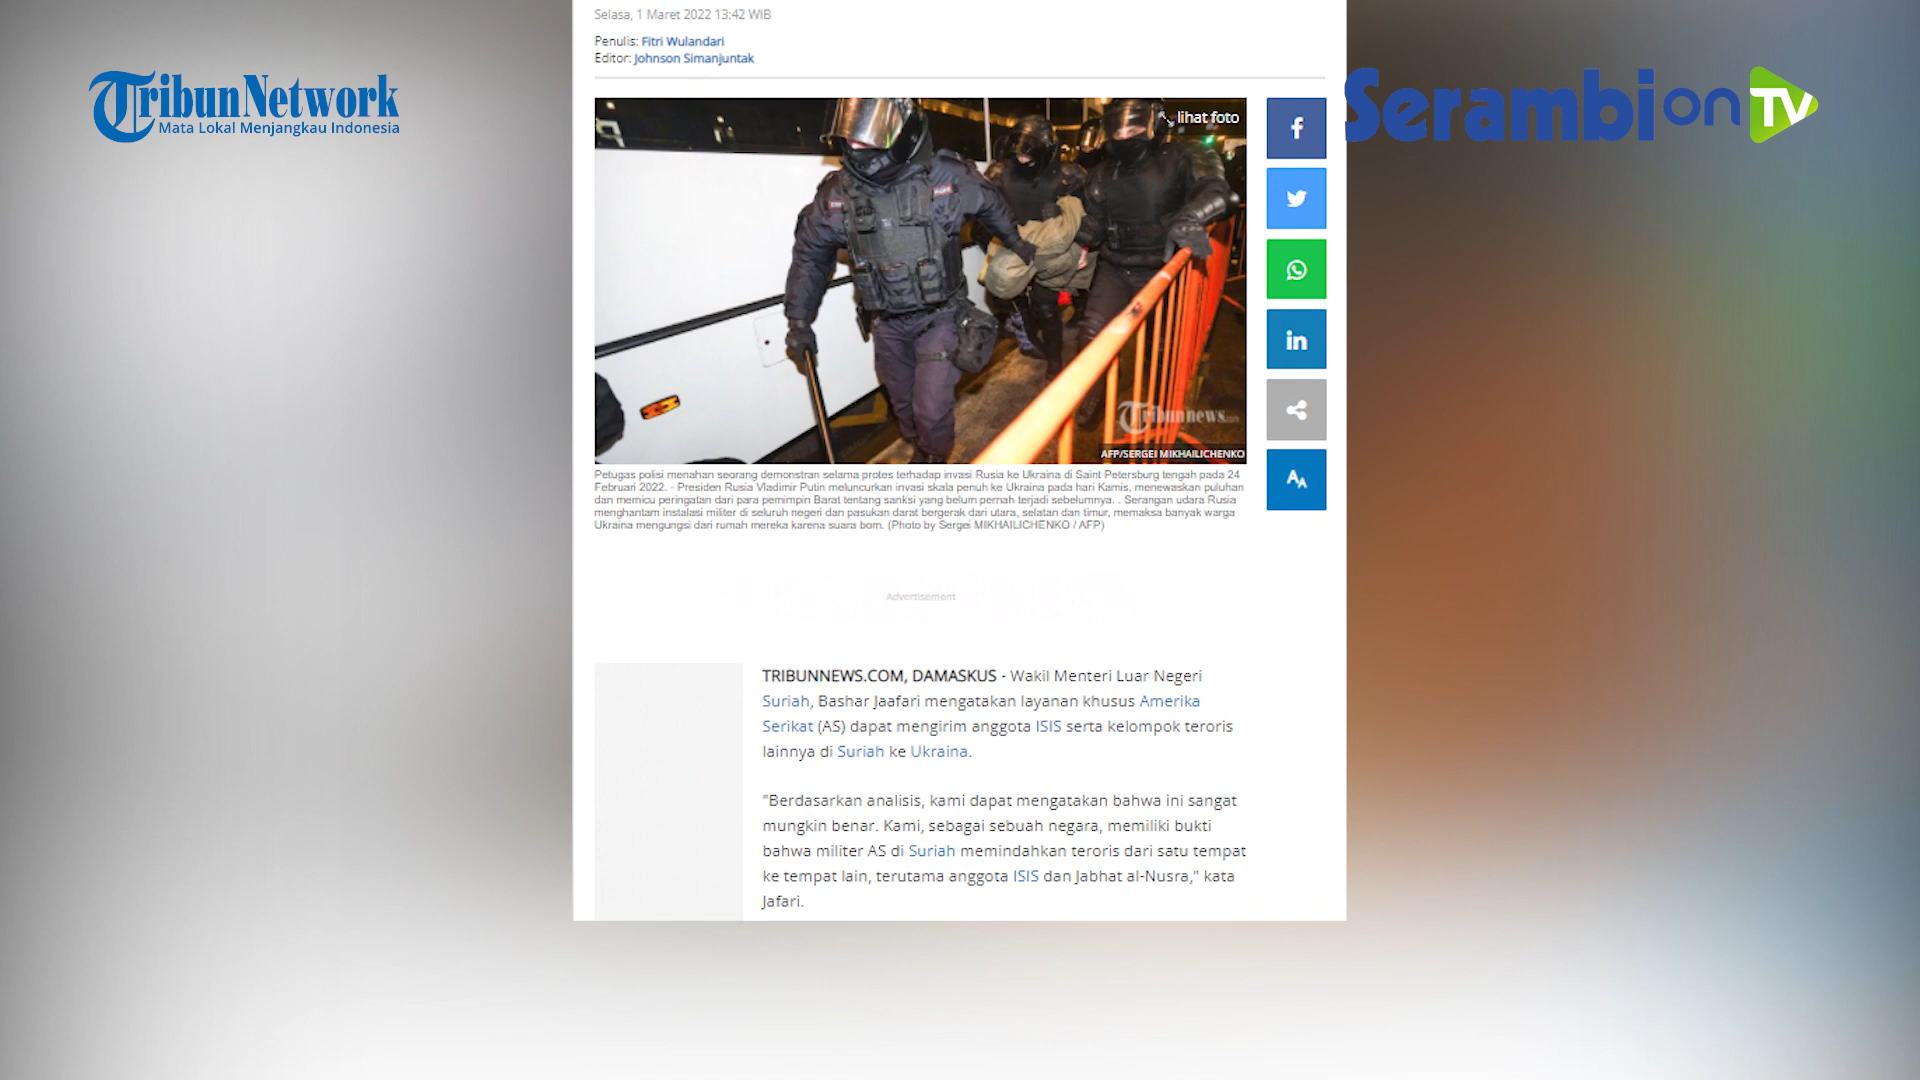 Selasa, 1 Maret 2022 13:42 WIB
Penulis: Fitri Wulandari
Editor: Johnson Simanjuntak
TribunNetwork
Mata Lokal Menjangkau Indonesia
Serambi on TV
lihat foto
Tribunnews.com
AFP/SERGEI MIKHAILICHENKO
Petugas polisi menahan seorang demonstran selama protes terhadap invasi Rusia ke Ukraina di Saint Petersburg tengah pada 24
Februari 2022. - Presiden Rusia Vladimir Putin meluncurkan invasi skala penuh ke Ukraina pada hari Kamis, menewaskan puluhan
dan memicu peringatan dari para pemimpin Barat tentang sanksi yang belum pernah terjadi sebelumnya. . Serangan udara Rusia
menghantam instalasi militer di seluruh negeri dan pasukan darat bergerak dari utara, selatan dan timur, memaksa banyak warga
Ukraina mengungsi dari rumah mereka karena suara bom. (Photo by Sergei MIKHAILICHENKO / AFP)
Advertisement
TRIBUNNEWS.COM, DAMASKUS - Wakil Menteri Luar Negeri
Suriah, Bashar Jaafari mengatakan layanan khusus Amerika
Serikat (AS) dapat mengirim anggota ISIS serta kelompok teroris
lainnya di Suriah ke Ukraina.
"Berdasarkan analisis, kami dapat mengatakan bahwa ini sangat
mungkin benar. Kami, sebagai sebuah negara, memiliki bukti
bahwa militer AS di Suriah memindahkan teroris dari satu tempat
ke tempat lain, terutama anggota ISIS dan Jabhat al-Nusra," kata
Jafari.